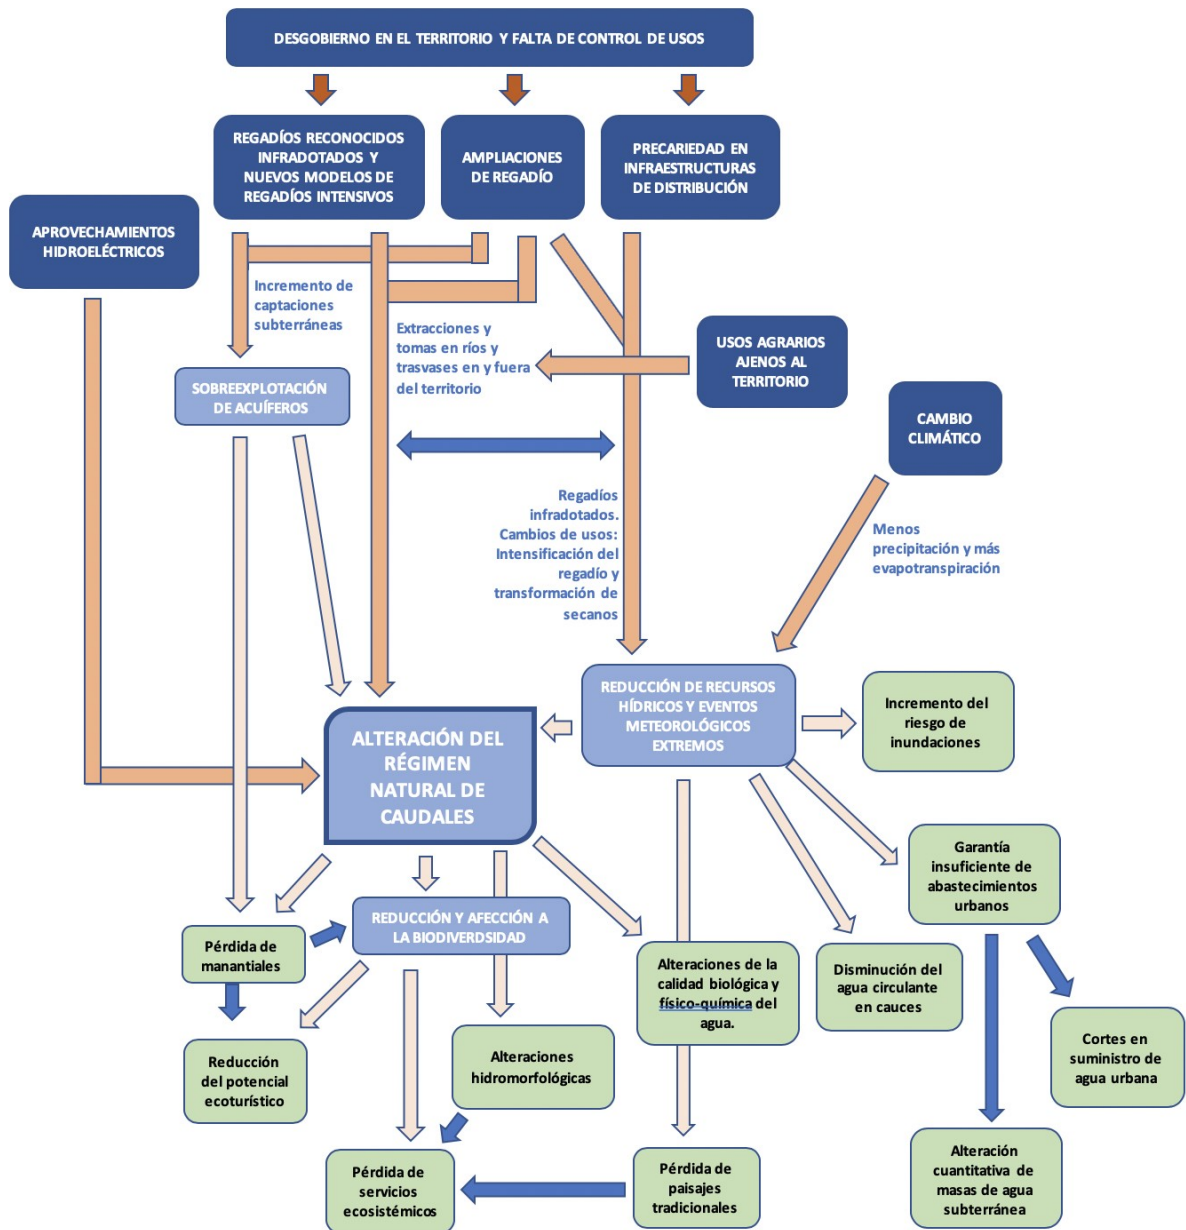 DESGOBIERNO EN EL TERRITORIO Y FALTA DE CONTROL DE USOS
REGADÍOS RECONOCIDOS
INFRADOTADOS Y
NUEVOS MODELOS DE
REGADÍOS INTENSIVOS
AMPLIACIONES
DE REGADÍO
PRECARIEDAD EN
INFRAESTRUCTURAS
DE DISTRIBUCIÓN
APROVECHAMIENTOS
HIDROELÉCTRICOS
Incremento de
captaciones
subterráneas
Extracciones y
tomas en ríos y
trasvases en y fuera
del territorio
USOS AGRARIOS
AJENOS AL
TERRITORIO
SOBREEXPLOTACIÓN
DE ACUÍFEROS
CAMBIO
CLIMÁTICO
Regadíos
infradotados.
Cambios de usos:
Intensificación del
regadío y
transformación de
secanos
Menos
precipitación y más
evapotranspiración
REDUCCIÓN DE RECURSOS
HÍDRICOS Y EVENTOS
METEOROLÓGICOS
EXTREMOS
Incremento del
riesgo de
inundaciones
ALTERACIÓN DEL
RÉGIMEN
NATURAL DE
CAUDALES
Garantía
insuficiente de
abastecimientos
urbanos
REDUCCIÓN Y AFECCIÓN A
LA BIODIVERDSIDAD
Pérdida de
manantiales
Alteraciones de la
calidad biológica y
físico-química del
agua.
Disminución del
agua circulante
en cauces
Cortes en
suministro de
agua urbana
Reducción
del potencial
ecoturístico
Alteraciones
hidromorfológicas
Pérdida de
servicios
ecosistémicos
Pérdida de
paisajes
tradicionales
Alteración
cuantitativa de
masas de agua
subterránea